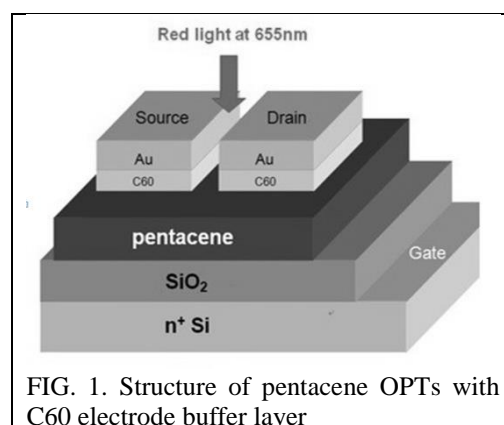 Red light at 655nm
Source
Drain
Au
Au
C60
C60
pentacene
Gate
SiO₂
n⁺ Si
FIG. 1. Structure of pentacene OPTs with
C60 electrode buffer layer